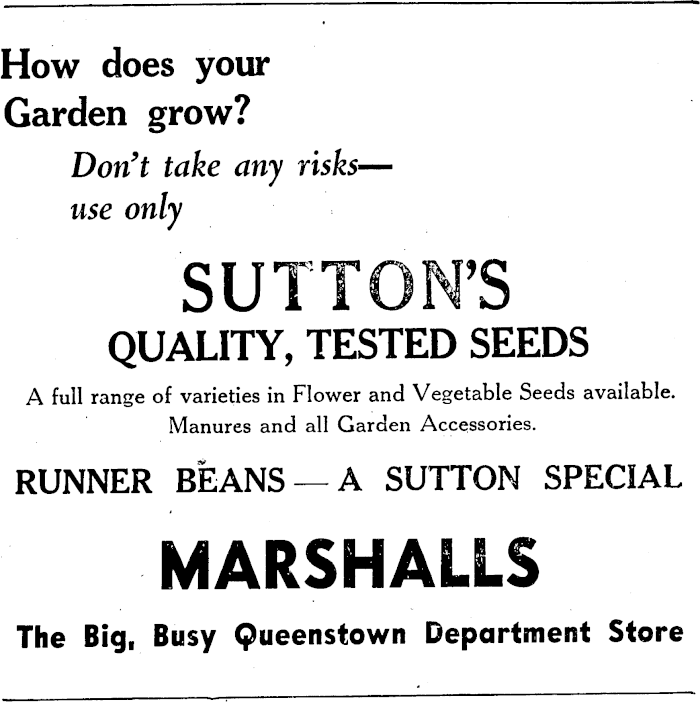 How does your
Garden grow?
Don't take any risks—
use only
SUTTON'S
QUALITY, TESTED SEEDS
A full range of varieties in Flower and Vegetable Seeds available.
Manures and all Garden Accessories.
RUNNER BEANS — A SUTTON SPECIAL
MARSHALLS
The Big, Busy Queenstown Department Store